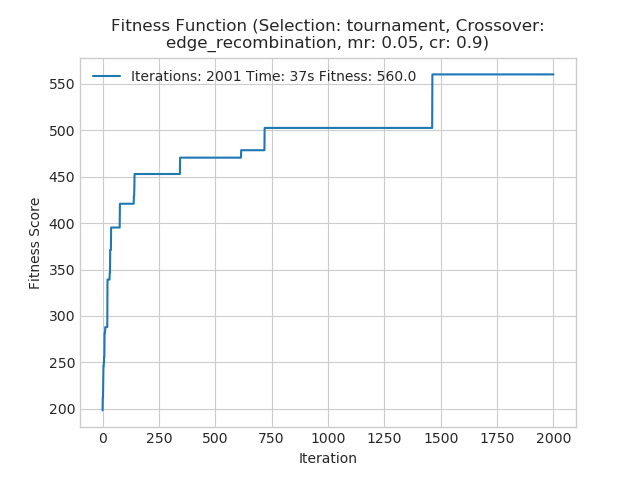 Fitness Function (Selection: tournament, Crossover:
edge_recombination, mr: 0.05, cr: 0.9)
Iterations: 2001 Time: 37s Fitness: 560.0
550
500
450
400
350
300
250
200
Fitness Score
0 250 500 750 1000 1250 1500 1750 2000
Iteration